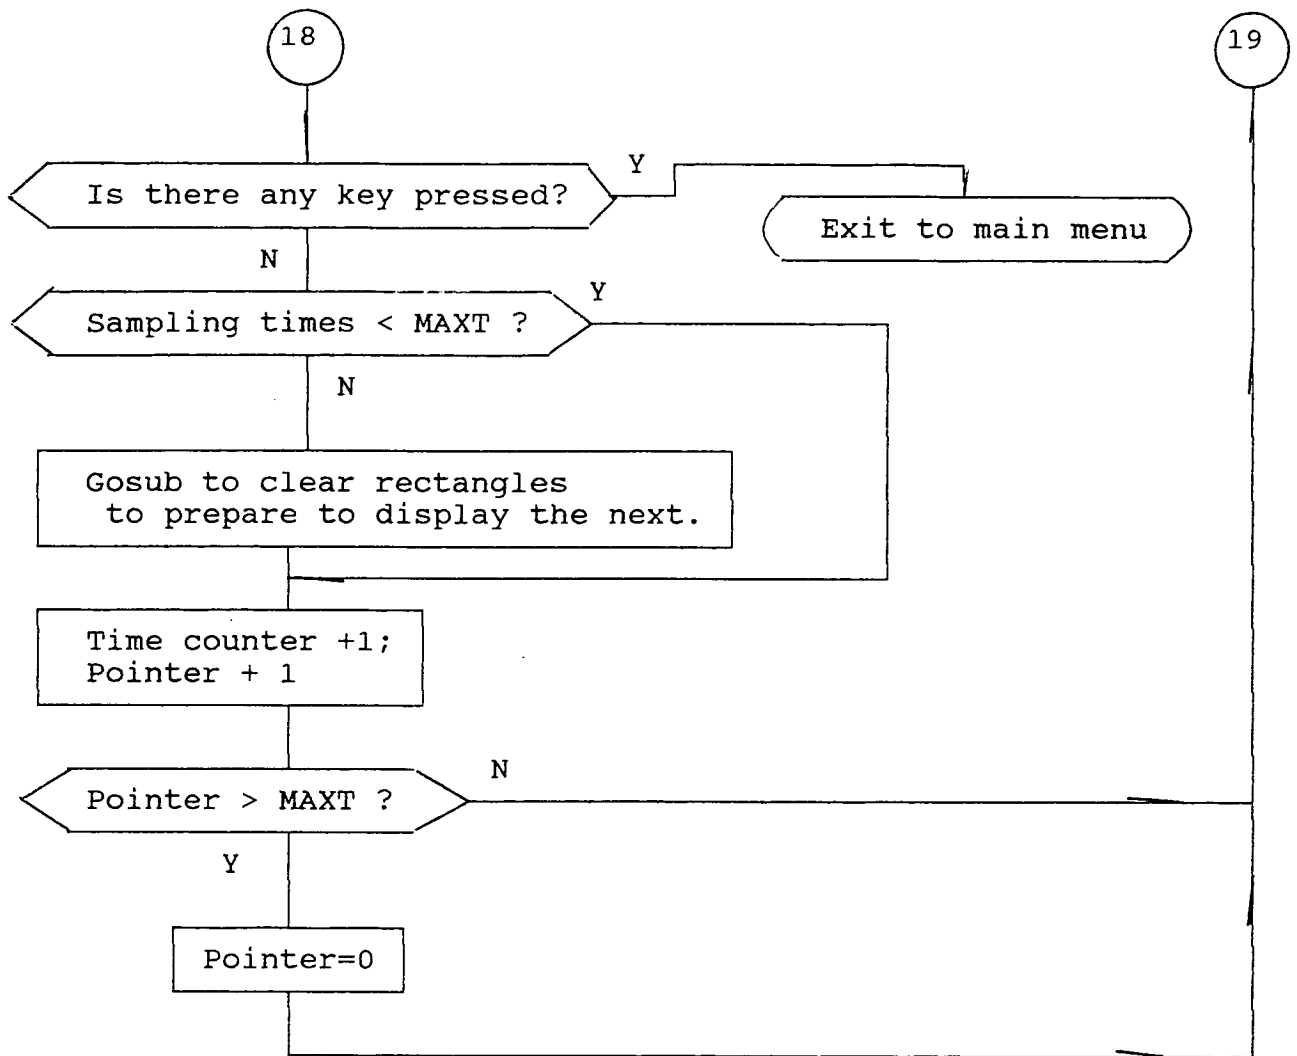 18
19
Is there any key pressed?
Y
Exit to main menu
N
Sampling times < MAXT ?
Y
N
Gosub to clear rectangles
to prepare to display the next.
Time counter +1;
Pointer + 1
Pointer > MAXT ?
N
Y
Pointer=0